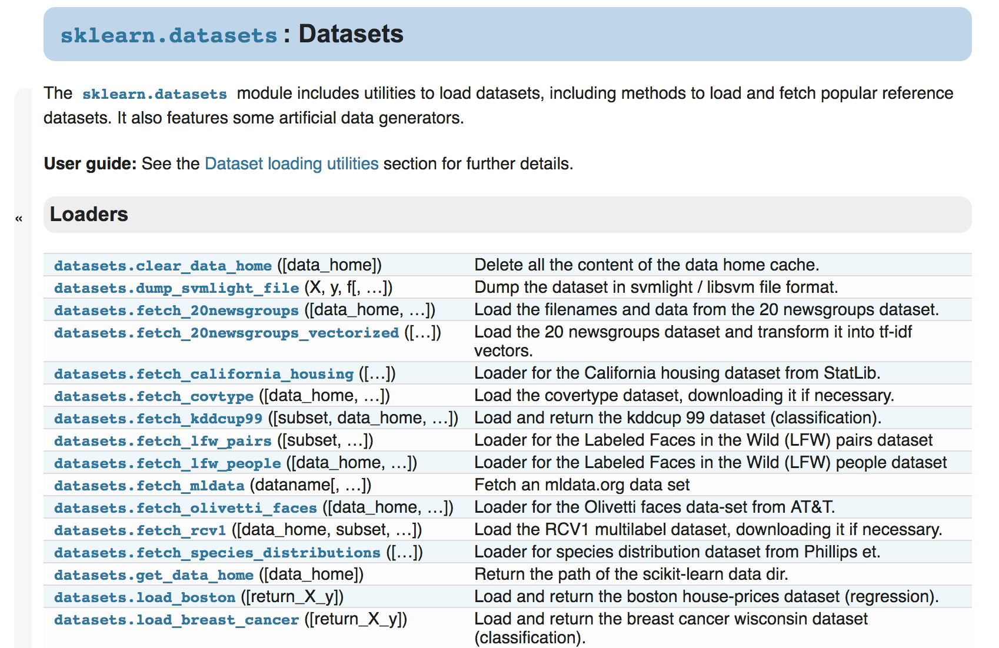 sklearn.datasets : Datasets
The sklearn.datasets module includes utilities to load datasets, including methods to load and fetch popular reference
datasets. It also features some artificial data generators.
User guide: See the Dataset loading utilities section for further details.
«
Loaders
datasets.clear_data_home ([data_home]) Delete all the content of the data home cache.
datasets.dump_svmlight_file (X, y, f[, …]) Dump the dataset in svmlight / libsvm file format.
datasets.fetch_20newsgroups ([data_home, …]) Load the filenames and data from the 20 newsgroups dataset.
datasets.fetch_20newsgroups_vectorized ([…]) Load the 20 newsgroups dataset and transform it into tf-idf
vectors.
datasets.fetch_california_housing ([…]) Loader for the California housing dataset from StatLib.
datasets.fetch_covtype ([data_home, …]) Load the covertype dataset, downloading it if necessary.
datasets.fetch_kddcup99 ([subset, data_home, …]) Load and return the kddcup 99 dataset (classification).
datasets.fetch_lfw_pairs ([subset, …]) Loader for the Labeled Faces in the Wild (LFW) pairs dataset
datasets.fetch_lfw_people ([data_home, …]) Loader for the Labeled Faces in the Wild (LFW) people dataset
datasets.fetch_mldata (dataname[, …]) Fetch an mldata.org data set
datasets.fetch_olivetti_faces ([data_home, …]) Loader for the Olivetti faces data-set from AT&T.
datasets.fetch_rcv1 ([data_home, subset, …]) Load the RCV1 multilabel dataset, downloading it if necessary.
datasets.fetch_species_distributions ([…]) Loader for species distribution dataset from Phillips et.
datasets.get_data_home ([data_home]) Return the path of the scikit-learn data dir.
datasets.load_boston ([return_X_y]) Load and return the boston house-prices dataset (regression).
datasets.load_breast_cancer ([return_X_y]) Load and return the breast cancer wisconsin dataset
(classification).